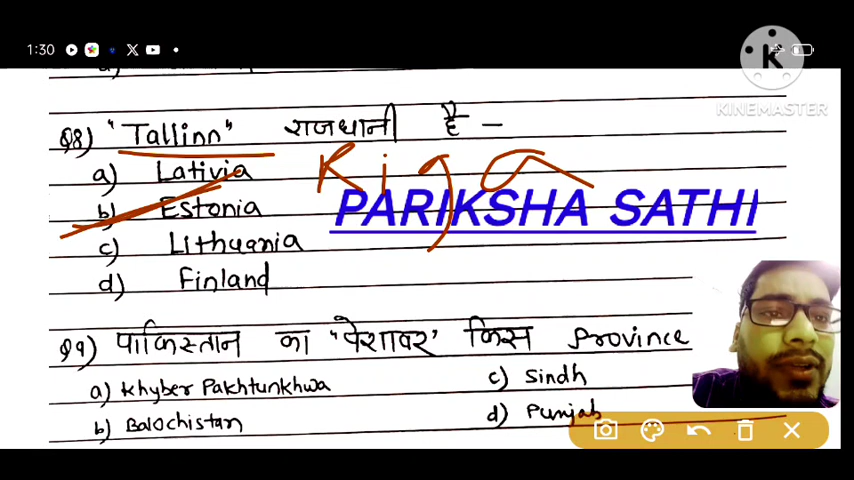 1:30
KINEMASTER
Q8) "Tallinn" राजधानी है –
a) Lativia
Riga
b) Estonia
PARIKSHA SATHI
c) Lithuania
d) Finland
Q9) पाकिस्तान का "पेशावर" किस Province
a) Khyber Pakhtunkhwa
c) Sindh
b) Balochistan
d) Punjab